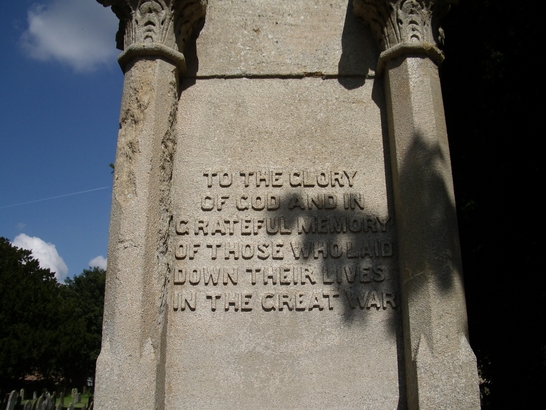 TO THE GLORY
OF GOD AND IN
GRATEFUL MEMORY
OF THOSE WHO LAID
DOWN THEIR LIVES
IN THE GREAT WAR